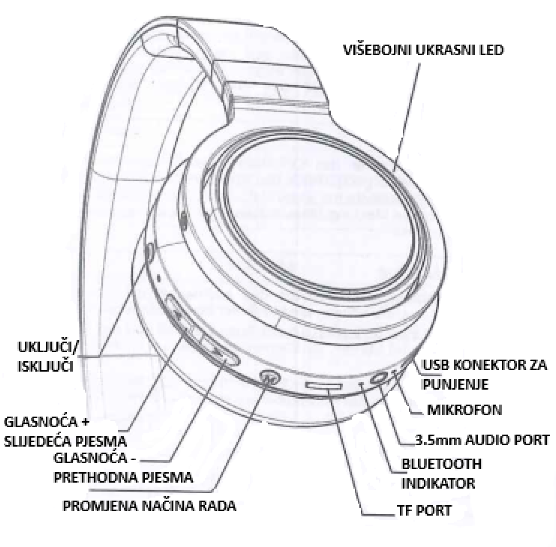 VIŠEBOJNI UKRASNI LED
UKLJUČI/
ISKLJUČI
GLASNOĆA +
SLIJEDEĆA PJESMA
GLASNOĆA -
PRETHODNA PJESMA
PROMJENA NAČINA RADA
USB KONEKTOR ZA
PUNJENJE
MIKROFON
3.5mm AUDIO PORT
BLUETOOTH
INDIKATOR
TF PORT
M